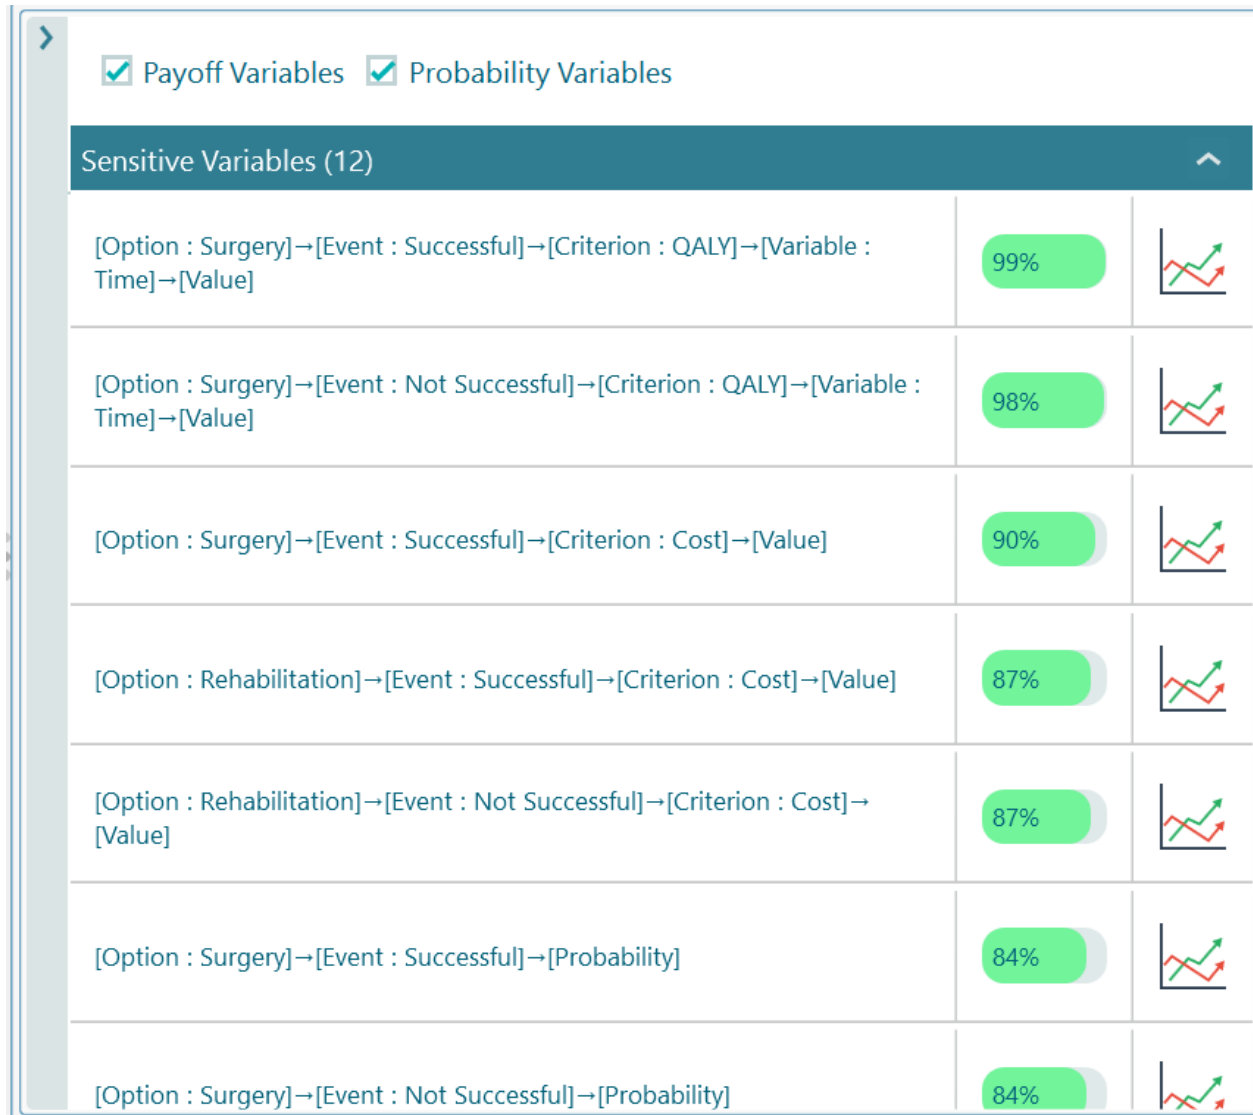 Payoff Variables Probability Variables
Sensitive Variables (12)
[Option : Surgery]→[Event : Successful]→[Criterion : QALY]→[Variable :
Time]→[Value]
99%
[Option : Surgery]→[Event : Not Successful]→[Criterion : QALY]→[Variable :
Time]→[Value]
98%
[Option : Surgery]→[Event : Successful]→[Criterion : Cost]→[Value]
90%
[Option : Rehabilitation]→[Event : Successful]→[Criterion : Cost]→[Value]
87%
[Option : Rehabilitation]→[Event : Not Successful]→[Criterion : Cost]→
[Value]
87%
[Option : Surgery]→[Event : Successful]→[Probability]
84%
[Option : Surgery]→[Event : Not Successful]→[Probability]
84%